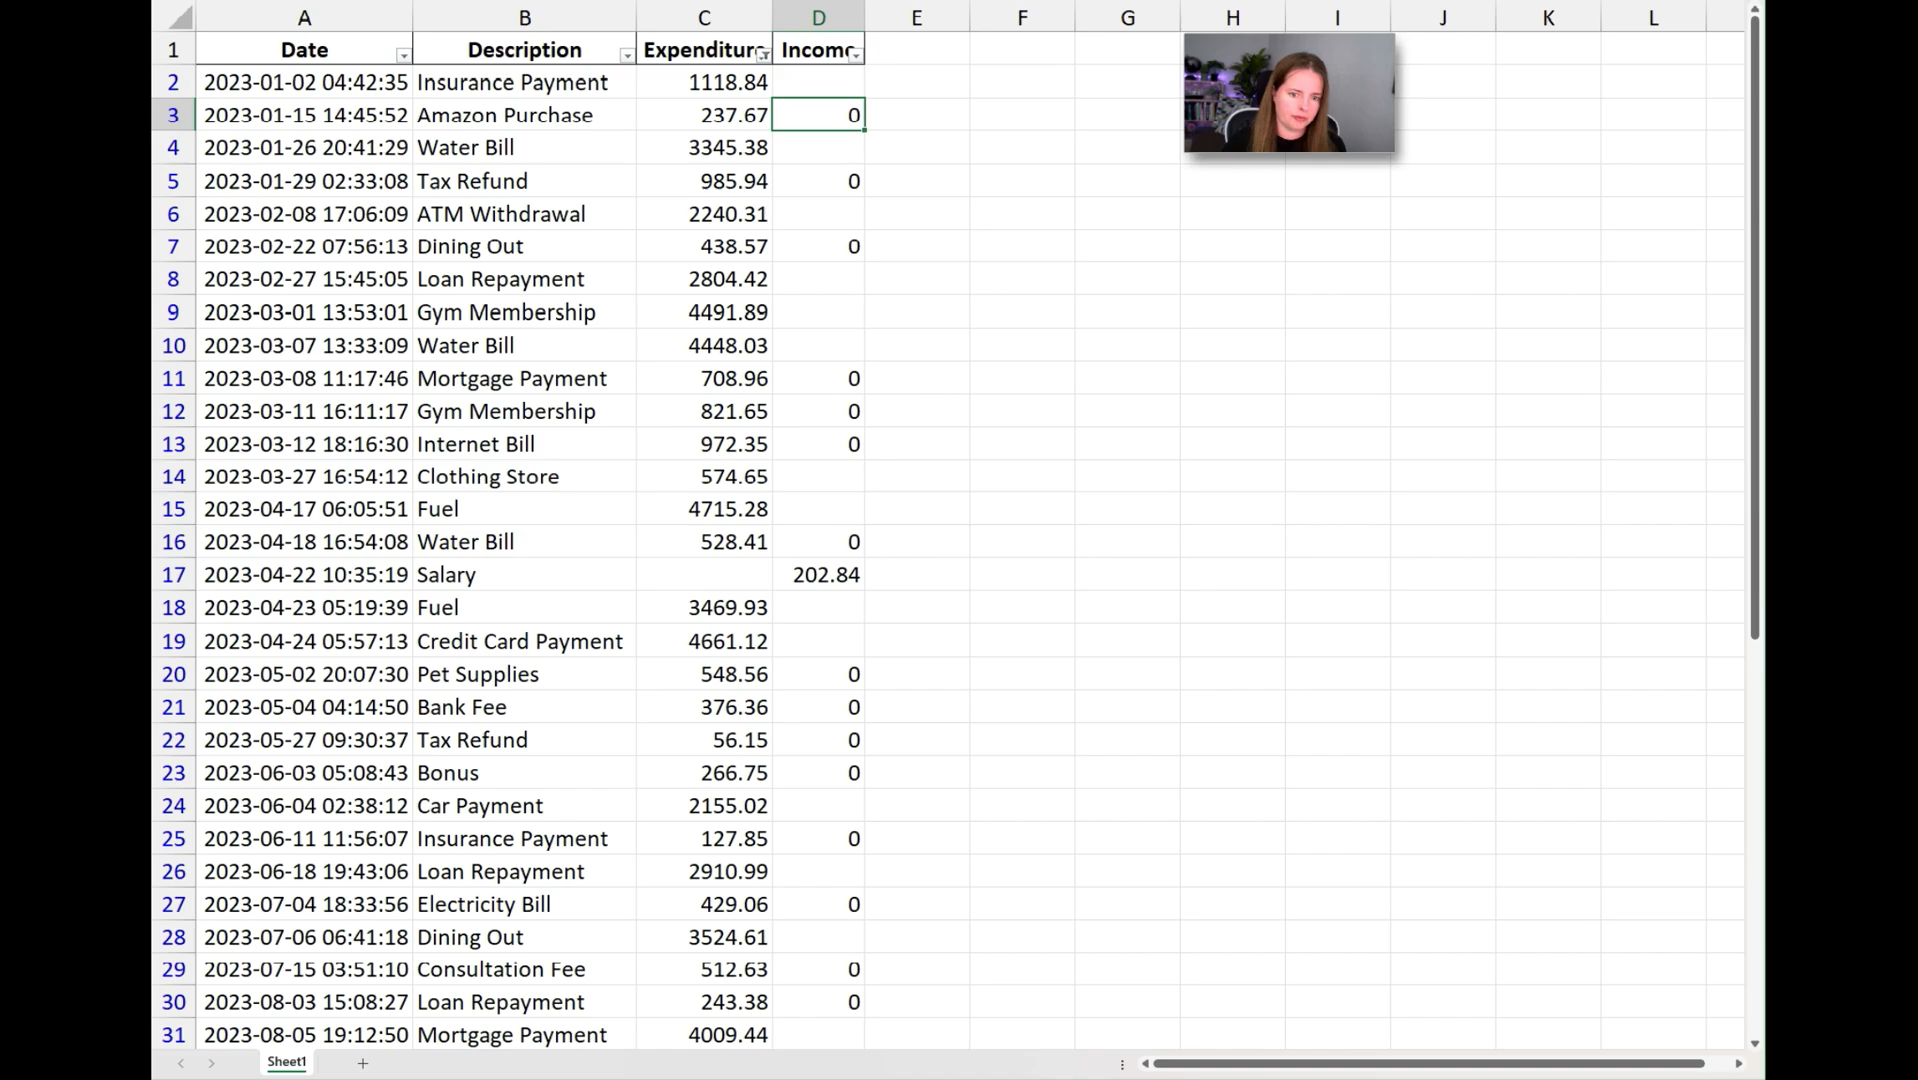 A B C D E F G H I J K L
1 Date Description Expenditur Incom
2 2023-01-02 04:42:35 Insurance Payment 1118.84
3 2023-01-15 14:45:52 Amazon Purchase 237.67 0
4 2023-01-26 20:41:29 Water Bill 3345.38
5 2023-01-29 02:33:08 Tax Refund 985.94 0
6 2023-02-08 17:06:09 ATM Withdrawal 2240.31
7 2023-02-22 07:56:13 Dining Out 438.57 0
8 2023-02-27 15:45:05 Loan Repayment 2804.42
9 2023-03-01 13:53:01 Gym Membership 4491.89
10 2023-03-07 13:33:09 Water Bill 4448.03
11 2023-03-08 11:17:46 Mortgage Payment 708.96 0
12 2023-03-11 16:11:17 Gym Membership 821.65 0
13 2023-03-12 18:16:30 Internet Bill 972.35 0
14 2023-03-27 16:54:12 Clothing Store 574.65
15 2023-04-17 06:05:51 Fuel 4715.28
16 2023-04-18 16:54:08 Water Bill 528.41 0
17 2023-04-22 10:35:19 Salary 202.84
18 2023-04-23 05:19:39 Fuel 3469.93
19 2023-04-24 05:57:13 Credit Card Payment 4661.12
20 2023-05-02 20:07:30 Pet Supplies 548.56 0
21 2023-05-04 04:14:50 Bank Fee 376.36 0
22 2023-05-27 09:30:37 Tax Refund 56.15 0
23 2023-06-03 05:08:43 Bonus 266.75 0
24 2023-06-04 02:38:12 Car Payment 2155.02
25 2023-06-11 11:56:07 Insurance Payment 127.85 0
26 2023-06-18 19:43:06 Loan Repayment 2910.99
27 2023-07-04 18:33:56 Electricity Bill 429.06 0
28 2023-07-06 06:41:18 Dining Out 3524.61
29 2023-07-15 03:51:10 Consultation Fee 512.63 0
30 2023-08-03 15:08:27 Loan Repayment 243.38 0
31 2023-08-05 19:12:50 Mortgage Payment 4009.44
Sheet1